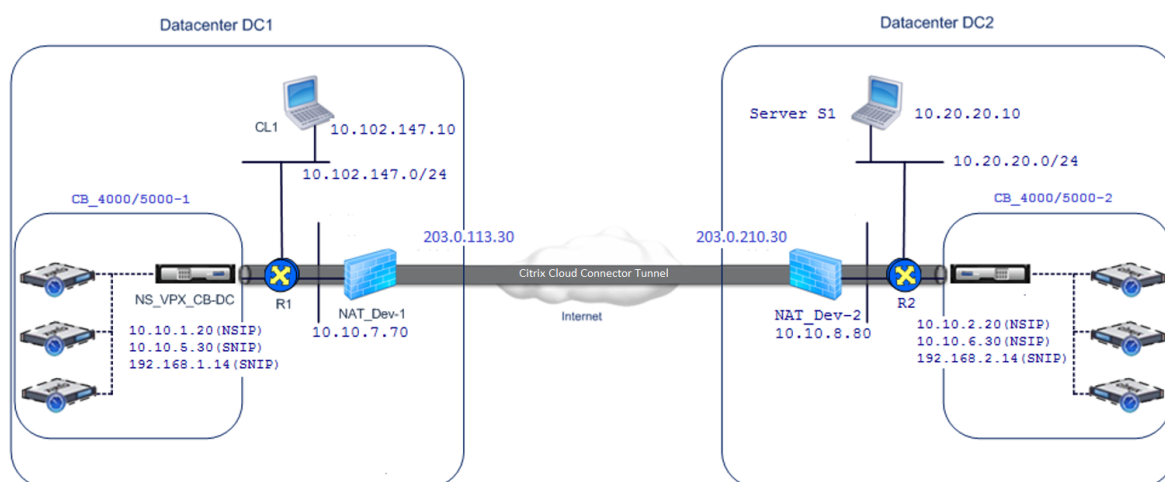 Datacenter DC1
CL1
10.102.147.10
10.102.147.0/24
CB_4000/5000-1
NS_VPX_CB-DC
10.10.1.20(NSIP)
10.10.5.30(SNIP)
192.168.1.14(SNIP)
R1
NAT_Dev-1
10.10.7.70
203.0.113.30
Citrix Cloud Connector Tunnel
Internet
203.0.210.30
Datacenter DC2
Server S1
10.20.20.10
10.20.20.0/24
CB_4000/5000-2
NAT_Dev-2
10.10.8.80
R2
10.10.2.20(NSIP)
10.10.6.30(SNIP)
192.168.2.14(SNIP)